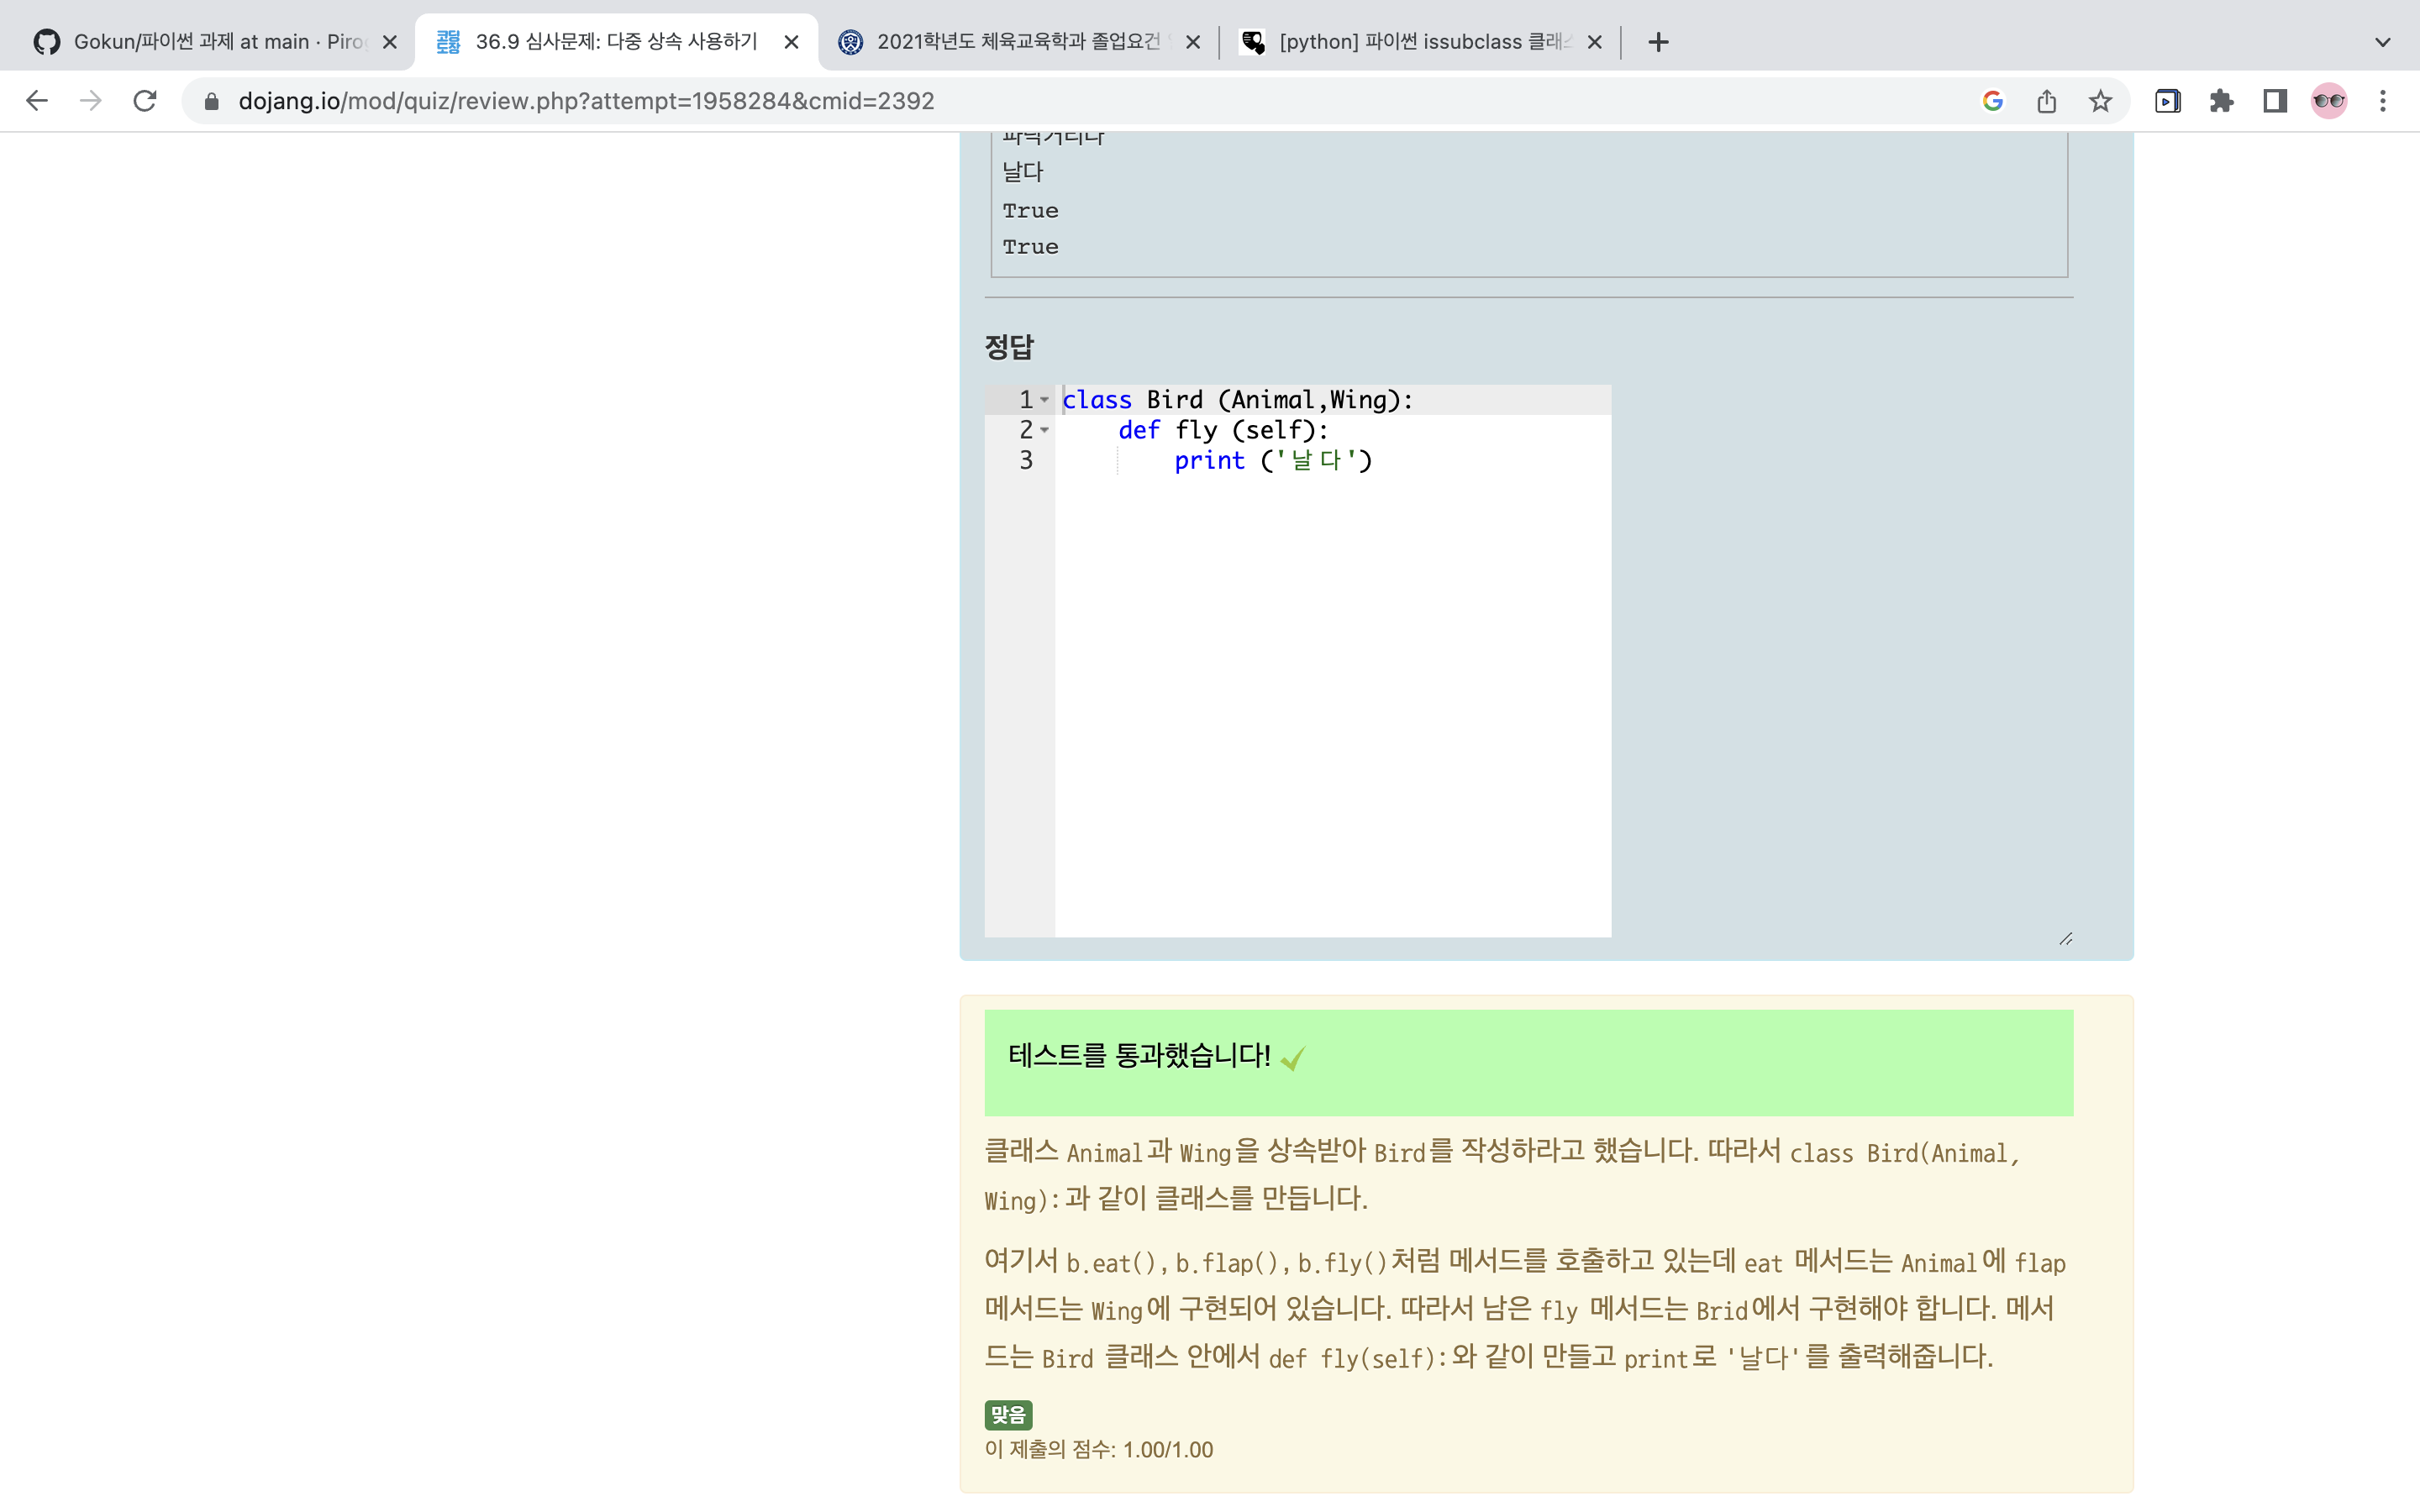 Gokun/파이썬 과제 at main · Piro
36.9 심사문제: 다중 상속 사용하기
2021학년도 체육교육학과 졸업요건
[python] 파이썬 issubclass 클래스
dojang.io/mod/quiz/review.php?attempt=1958284&cmid=2392
파닥거리다
날다
True
True
정답
1 class Bird (Animal,Wing):
2 def fly (self):
3 print ('날다')
테스트를 통과했습니다!
클래스 Animal과 Wing을 상속받아 Bird를 작성하라고 했습니다. 따라서 class Bird(Animal,
Wing):과 같이 클래스를 만듭니다.
여기서 b.eat(), b.flap(), b.fly()처럼 메서드를 호출하고 있는데 eat 메서드는 Animal에 flap
메서드는 Wing에 구현되어 있습니다. 따라서 남은 fly 메서드는 Brid에서 구현해야 합니다. 메서
드는 Bird 클래스 안에서 def fly(self):와 같이 만들고 print로 '날다'를 출력해줍니다.
맞음
이 제출의 점수: 1.00/1.00